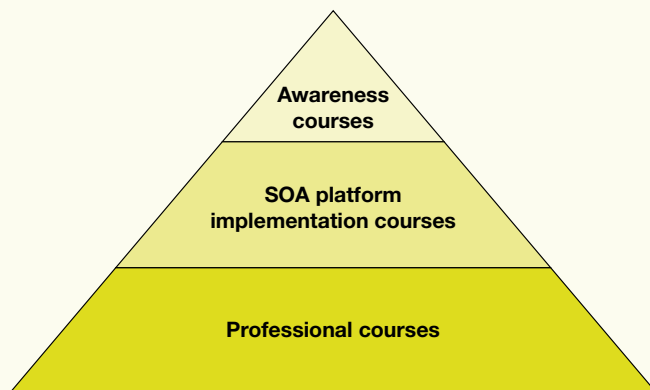 Awareness
courses
SOA platform
implementation courses
Professional courses